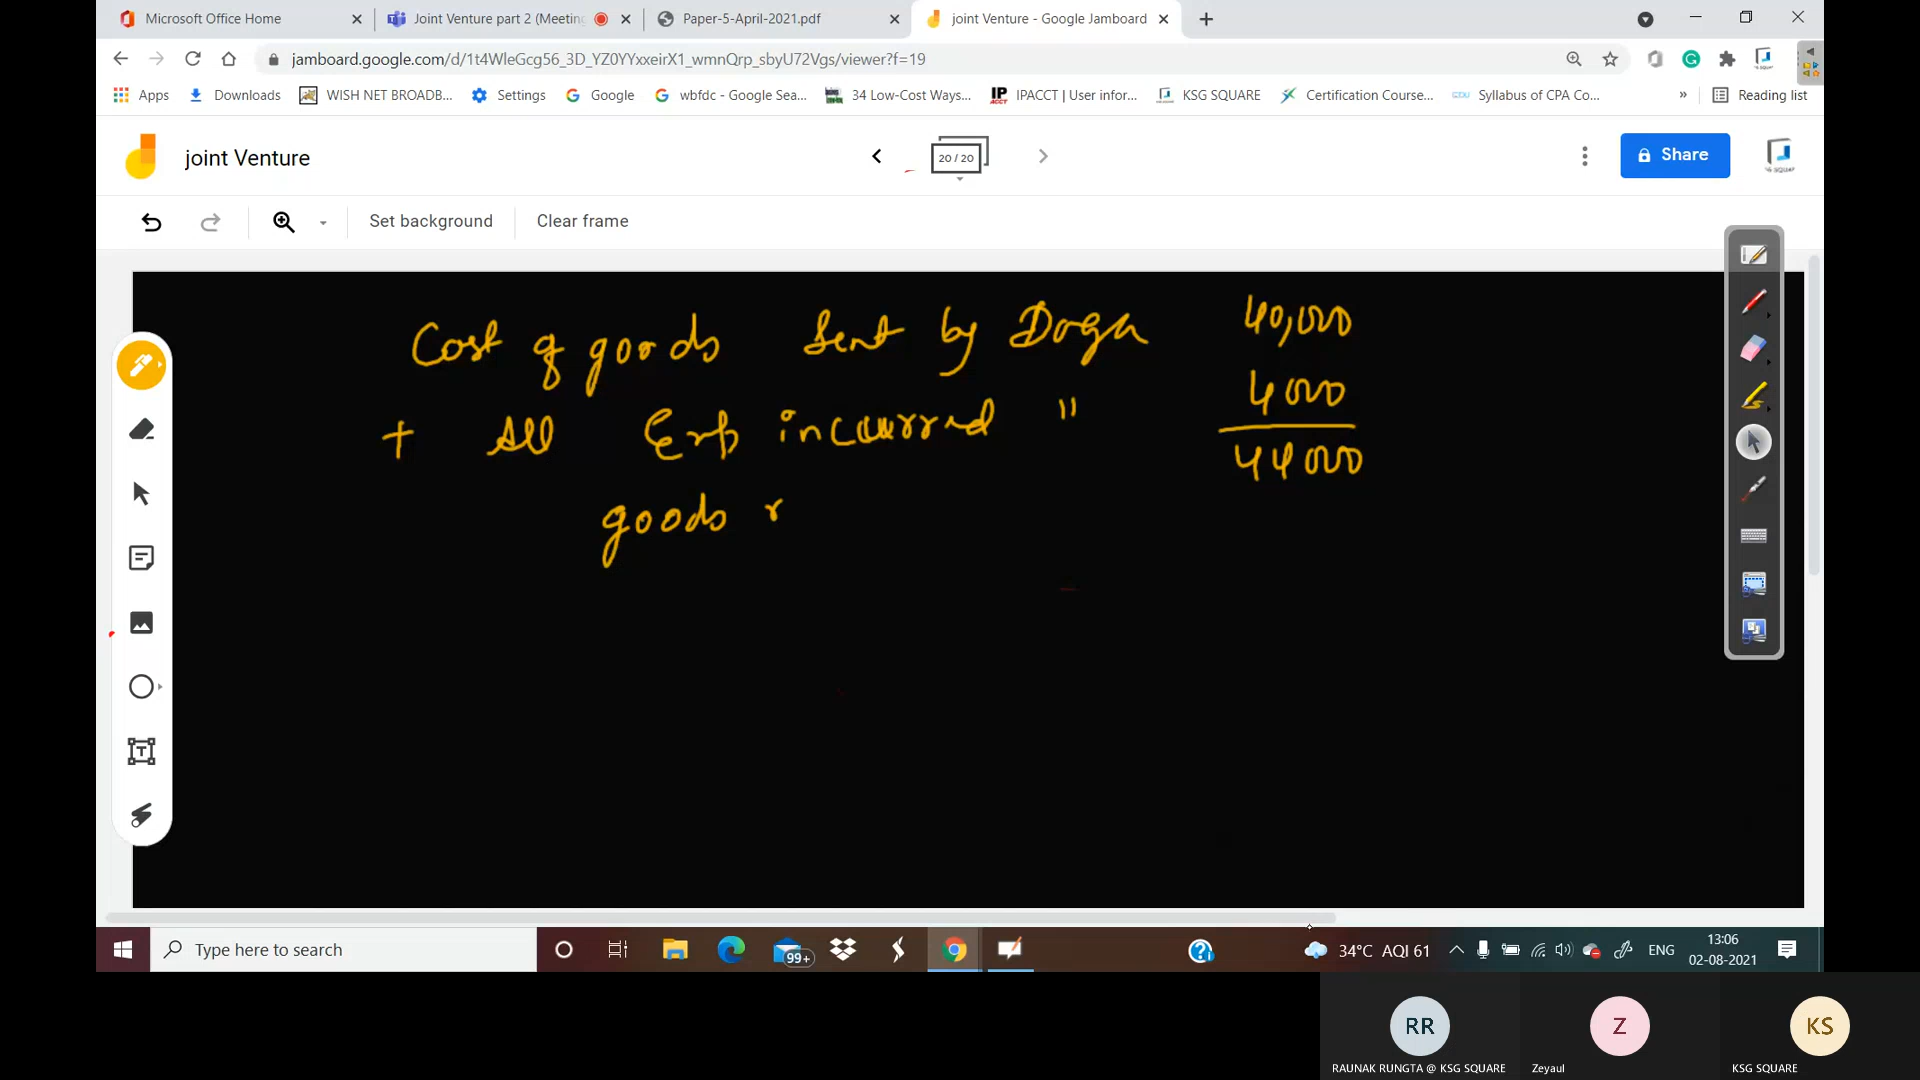 Microsoft Office Home
Joint Venture part 2 (Meeting
Paper-5-April-2021.pdf
joint Venture - Google Jamboard
jamboard.google.com/d/1t4WleGcg56_3D_YZ0YYxxeirX1_wmnQrp_sbyU72Vgs/viewer?f=19
Apps Downloads WISH NET BROADB... Settings Google wbfdc - Google Sea... 34 Low-Cost Ways... IPACCT | User infor... KSG SQUARE Certification Course... Syllabus of CPA Co... » Reading list
joint Venture
20 / 20
Share
Set background
Clear frame
Cost of goods Sent by Daga 40,000
+ All Exp incurred " 4000
44000
goods r
Type here to search
99+
34°C AQI 61
ENG
13:06
02-08-2021
RR
Z
KS
RAUNAK RUNGTA @ KSG SQUARE
Zeyaul
KSG SQUARE